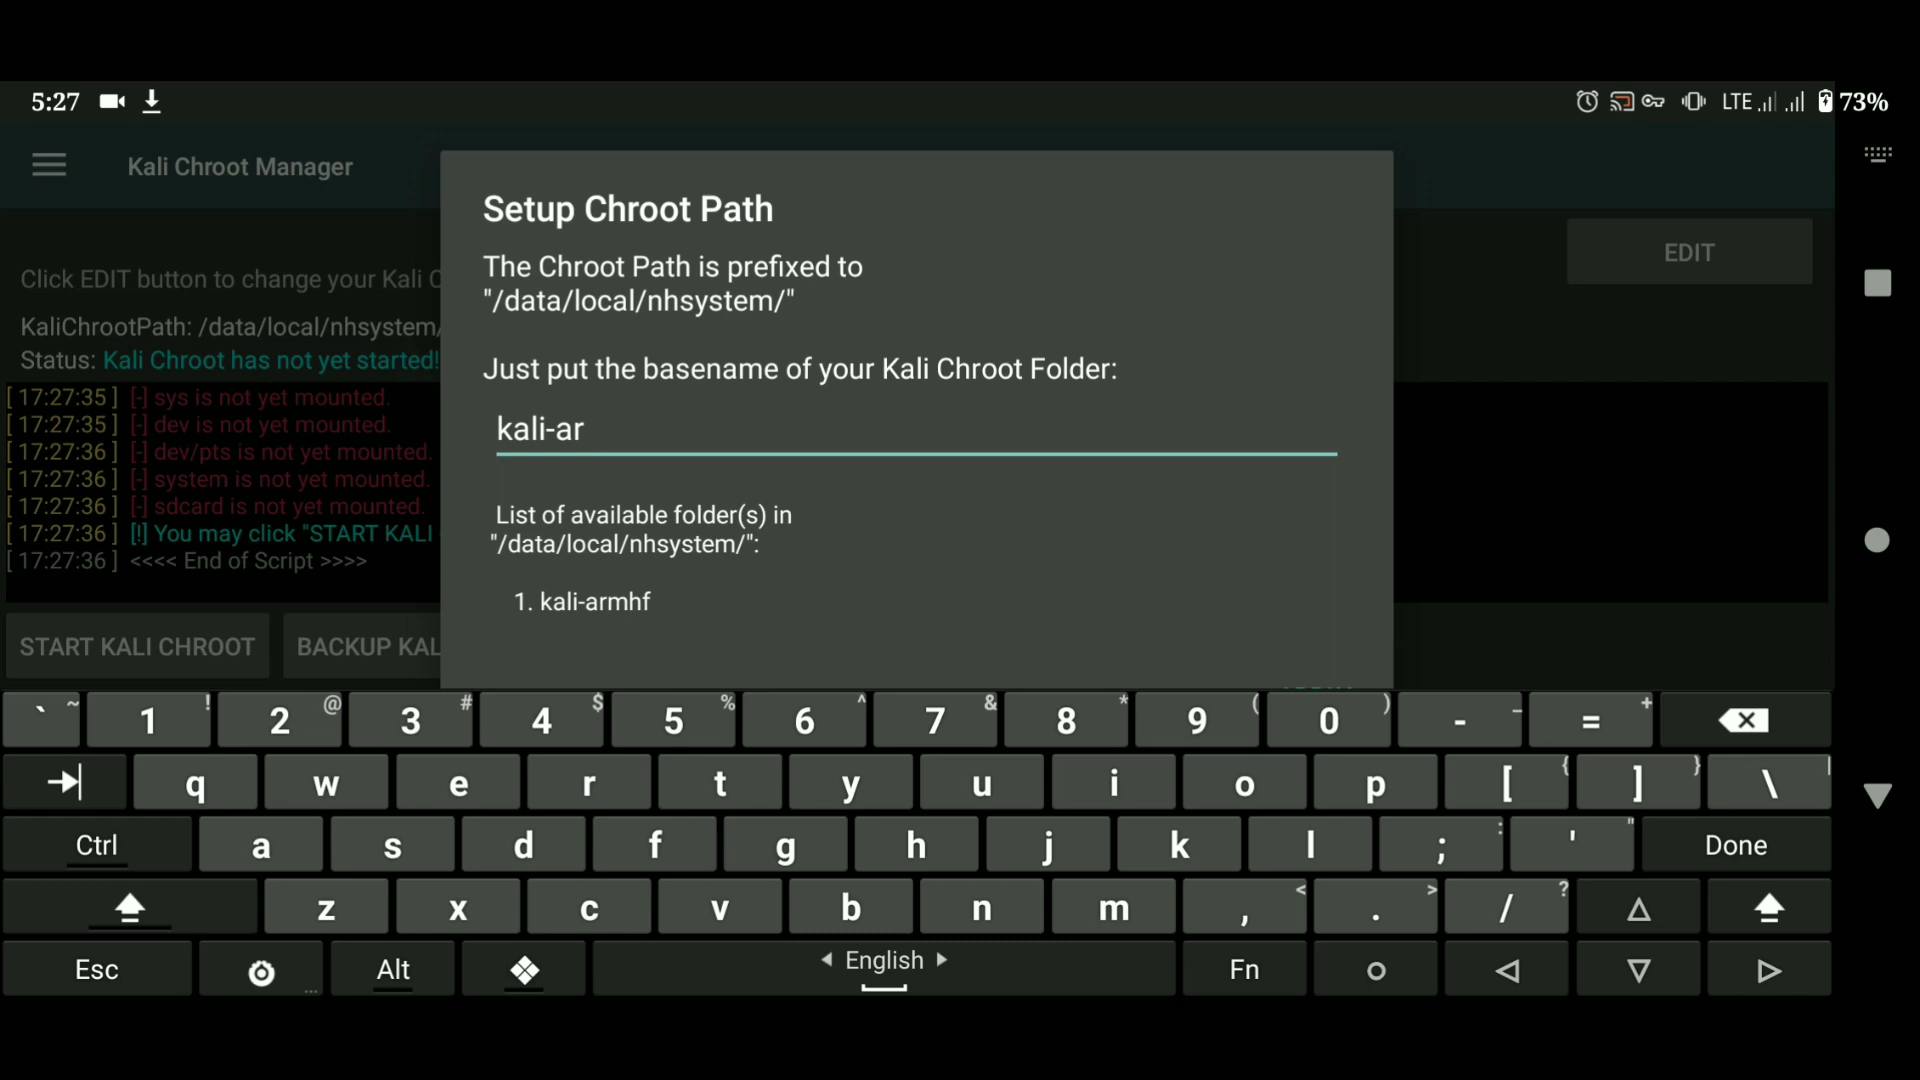 5:27
LTE
73%
Kali Chroot Manager
Setup Chroot Path
The Chroot Path is prefixed to
"/data/local/nhsystem/"
Just put the basename of your Kali Chroot Folder:
kali-ar
List of available folder(s) in
"/data/local/nhsystem/":
1. kali-armhf
EDIT
Click EDIT button to change your Kali C
KaliChrootPath: /data/local/nhsystem/
Status: Kali Chroot has not yet started!
[ 17:27:35 ] [-] sys is not yet mounted.
[ 17:27:35 ] [-] dev is not yet mounted.
[ 17:27:36 ] [-] dev/pts is not yet mounted.
[ 17:27:36 ] [-] system is not yet mounted.
[ 17:27:36 ] [-] sdcard is not yet mounted.
[ 17:27:36 ] [!] You may click "START KALI
[ 17:27:36 ] <<<< End of Script >>>>
START KALI CHROOT
BACKUP KAL
` ~ 1 ! 2 @ 3 # 4 $ 5 % 6 ^ 7 & 8 * 9 ( 0 ) - _ = +
q w e r t y u i o p [ { ] } \ |
Ctrl a s d f g h j k l ; : ' " Done
z x c v b n m , < . > / ?
Esc ... Alt English Fn